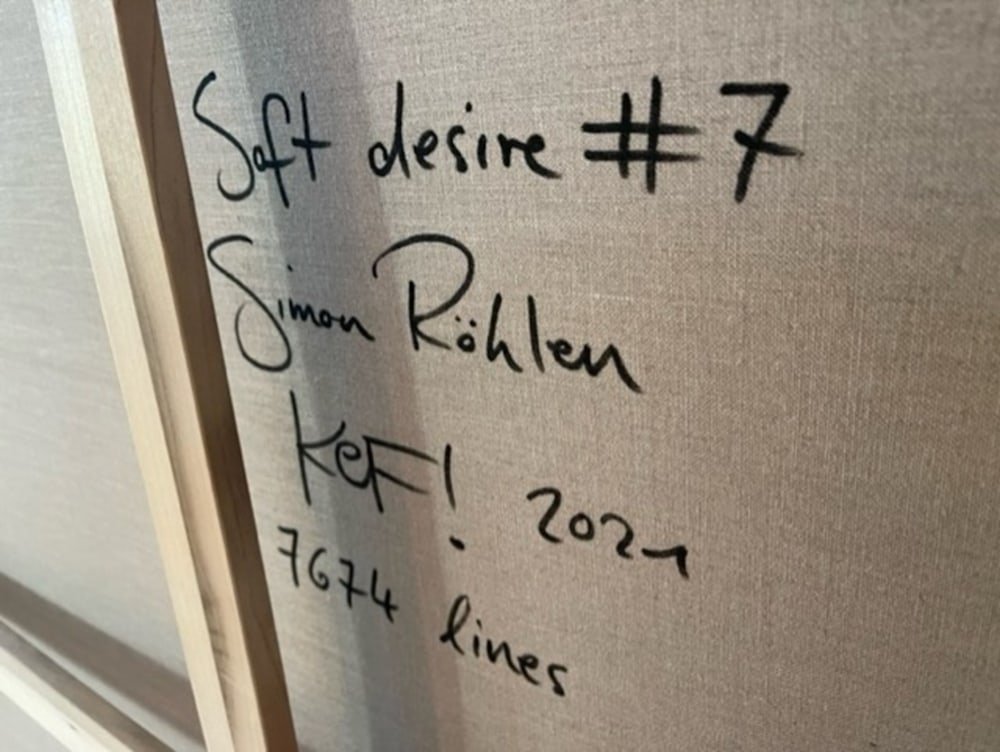 Soft desire #7
Simon Röhlen
KeF! 2021
7674 lines